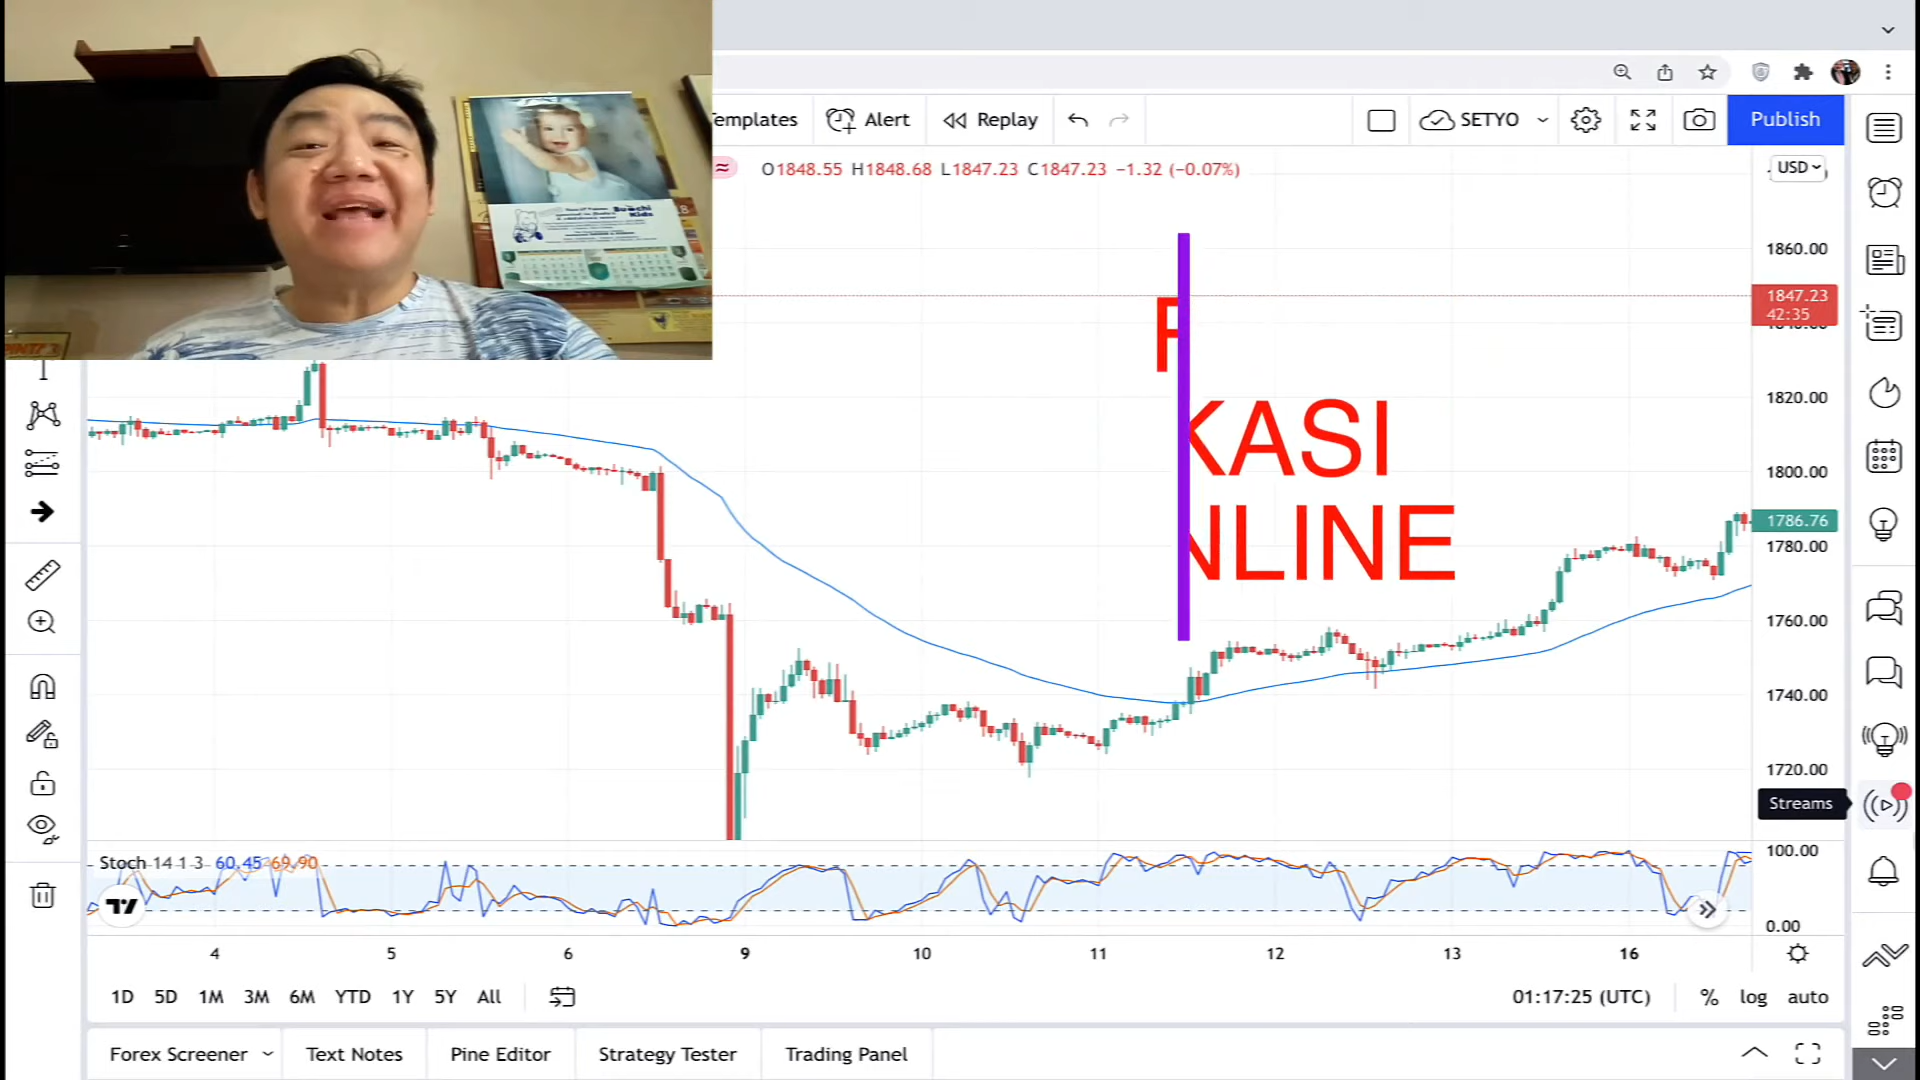 Templates
Alert
Replay
SETYO
Publish
O1848.55 H1848.68 L1847.23 C1847.23 −1.32 (−0.07%)
USD
1860.00
1847.23
42:35
1840.00
KASI
NLINE
1820.00
1800.00
1786.76
1780.00
1760.00
1740.00
1720.00
Streams
Stoch 14 1 3 60.45 69.90
100.00
0.00
4 5 6 9 10 11 12 13 16
1D 5D 1M 3M 6M YTD 1Y 5Y All
01:17:25 (UTC)
% log auto
Forex Screener
Text Notes
Pine Editor
Strategy Tester
Trading Panel